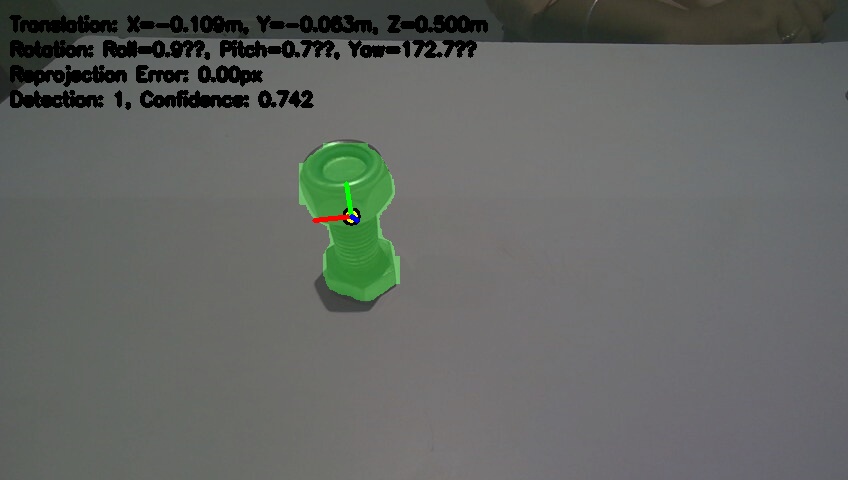 Translation: X=-0.109m, Y=-0.063m, Z=0.500m
Rotation: Roll=0.9??, Pitch=0.7??, Yaw=172.7??
Reprojection Error: 0.00px
Detection: 1, Confidence: 0.742